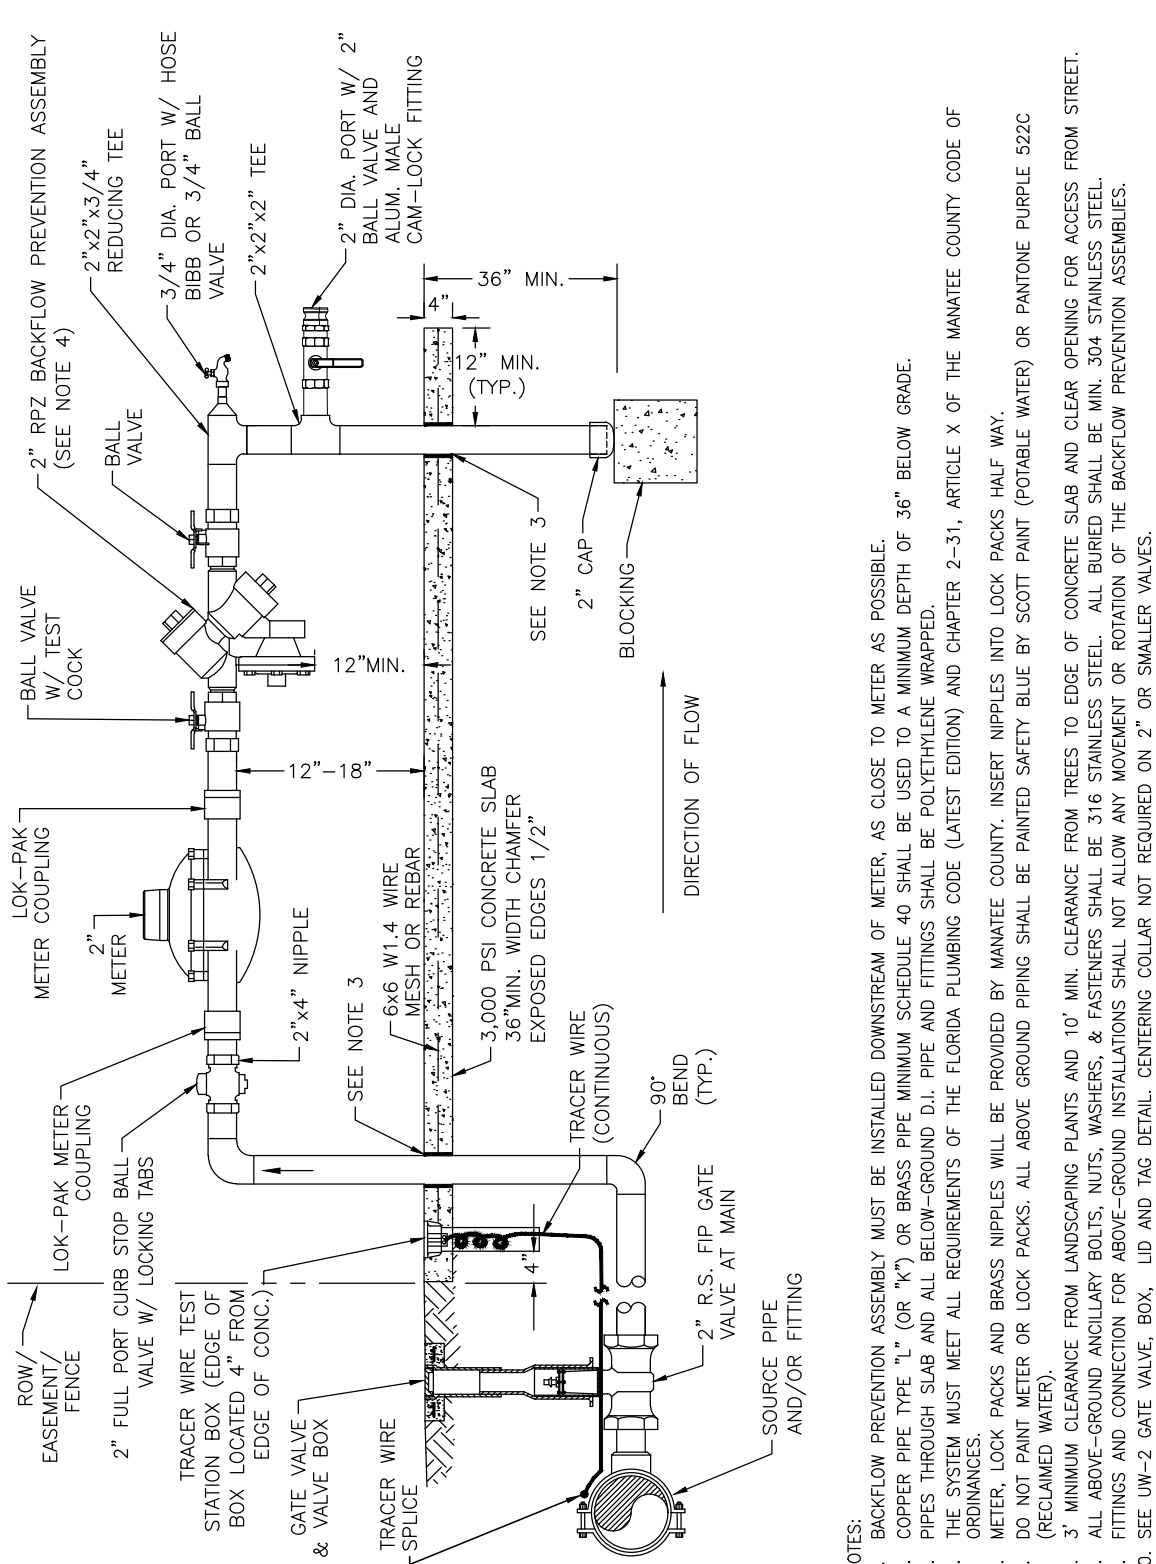 ROW/
EASEMENT/
FENCE
LOK-PAK METER
COUPLING
2" FULL PORT CURB STOP BALL
VALVE W/ LOCKING TABS
TRACER WIRE TEST
STATION BOX (EDGE OF
BOX LOCATED 4" FROM
EDGE OF CONC.)
GATE VALVE
& VALVE BOX
TRACER WIRE
SPLICE
LOK-PAK
METER COUPLING
2"
METER
2"x4" NIPPLE
SEE NOTE 3
BALL VALVE
W/ TEST
COCK
2" RPZ BACKFLOW PREVENTION ASSEMBLY
(SEE NOTE 4)
BALL
VALVE
2"x2"x3/4"
REDUCING TEE
3/4" DIA. PORT W/ HOSE
BIBB OR 3/4" BALL
VALVE
2"x2"x2" TEE
2" DIA. PORT W/ 2"
BALL VALVE AND
ALUM. MALE
CAM-LOCK FITTING
12"-18"
12"MIN.
6x6 W1.4 WIRE
MESH OR REBAR
3,000 PSI CONCRETE SLAB
36"MIN. WIDTH CHAMFER
EXPOSED EDGES 1/2"
4"
36" MIN.
12" MIN.
(TYP.)
SEE NOTE 3
2" CAP
BLOCKING
TRACER WIRE
(CONTINUOUS)
4"
90°
BEND
(TYP.)
2" R.S. FIP GATE
VALVE AT MAIN
SOURCE PIPE
AND/OR FITTING
DIRECTION OF FLOW
OTES:
. BACKFLOW PREVENTION ASSEMBLY MUST BE INSTALLED DOWNSTREAM OF METER, AS CLOSE TO METER AS POSSIBLE.
. COPPER PIPE TYPE "L" (OR "K") OR BRASS PIPE MINIMUM SCHEDULE 40 SHALL BE USED TO A MINIMUM DEPTH OF 36" BELOW GRADE.
. PIPES THROUGH SLAB AND ALL BELOW-GROUND D.I. PIPE AND FITTINGS SHALL BE POLYETHYLENE WRAPPED.
. THE SYSTEM MUST MEET ALL REQUIREMENTS OF THE FLORIDA PLUMBING CODE (LATEST EDITION) AND CHAPTER 2-31, ARTICLE X OF THE MANATEE COUNTY CODE OF
ORDINANCES.
. METER, LOCK PACKS AND BRASS NIPPLES WILL BE PROVIDED BY MANATEE COUNTY. INSERT NIPPLES INTO LOCK PACKS HALF WAY.
. DO NOT PAINT METER OR LOCK PACKS. ALL ABOVE GROUND PIPING SHALL BE PAINTED SAFETY BLUE BY SCOTT PAINT (POTABLE WATER) OR PANTONE PURPLE 522C
(RECLAIMED WATER).
. 3' MINIMUM CLEARANCE FROM LANDSCAPING PLANTS AND 10' MIN. CLEARANCE FROM TREES TO EDGE OF CONCRETE SLAB AND CLEAR OPENING FOR ACCESS FROM STREET.
. ALL ABOVE-GROUND ANCILLARY BOLTS, NUTS, WASHERS, & FASTENERS SHALL BE 316 STAINLESS STEEL. ALL BURIED SHALL BE MIN. 304 STAINLESS STEEL.
. FITTINGS AND CONNECTION FOR ABOVE-GROUND INSTALLATIONS SHALL NOT ALLOW ANY MOVEMENT OR ROTATION OF THE BACKFLOW PREVENTION ASSEMBLIES.
0. SEE UW-2 GATE VALVE, BOX, LID AND TAG DETAIL. CENTERING COLLAR NOT REQUIRED ON 2" OR SMALLER VALVES.